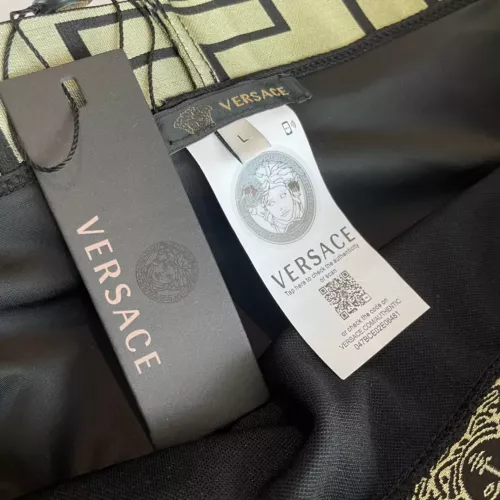 VERSACE
L
VERSACE
VERSACE
Tap here to check the authenticity
or scan
or check the code on
VERSACE.COM/AUTHENTIC